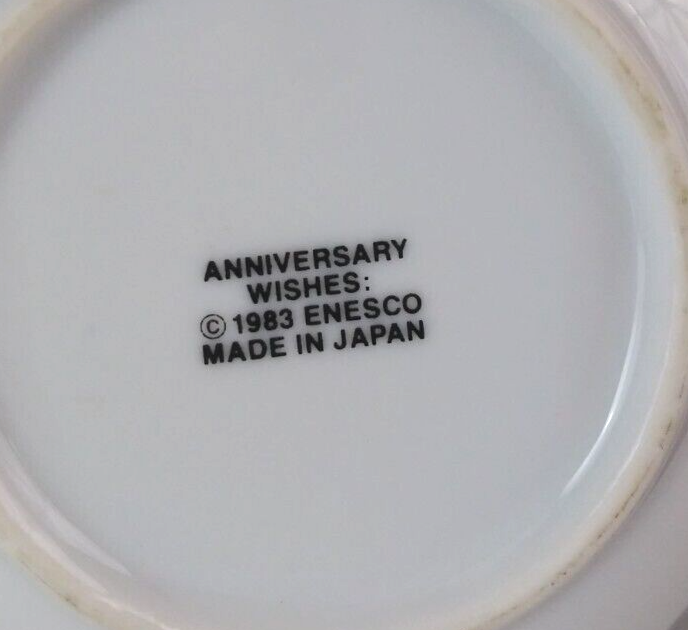 ANNIVERSARY
WISHES:
© 1983 ENESCO
MADE IN JAPAN